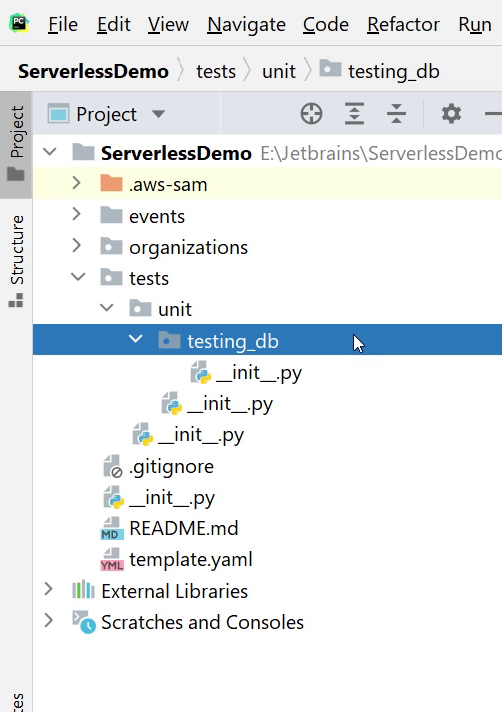 PC File Edit View Navigate Code Refactor Run
ServerlessDemo tests unit testing_db
Project
Project
ServerlessDemo E:\Jetbrains\ServerlessDemo
.aws-sam
events
Structure
organizations
tests
unit
testing_db
__init__.py
__init__.py
__init__.py
.gitignore
__init__.py
MD README.md
YML template.yaml
External Libraries
Scratches and Consoles